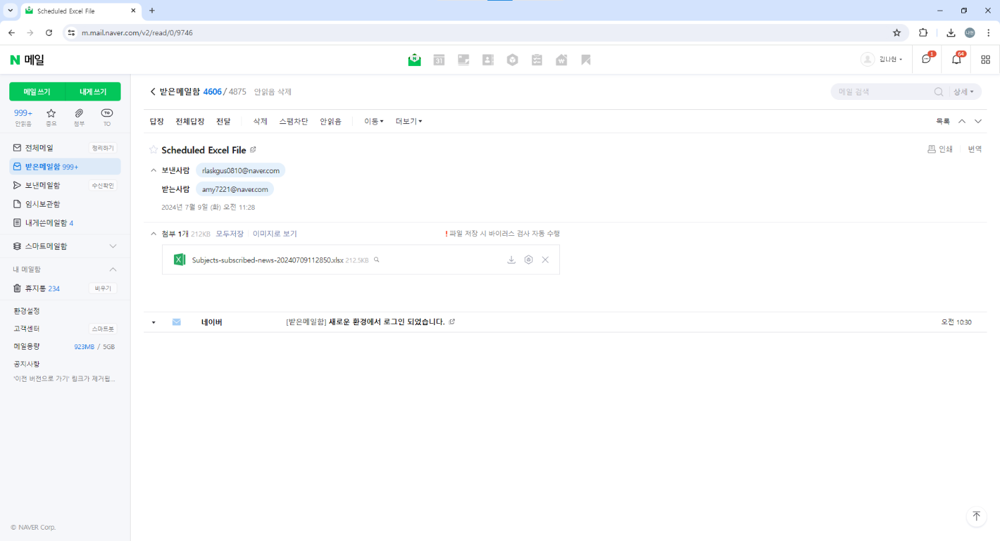 Scheduled Excel File
m.mail.naver.com/v2/read/0/9746
나현
N 메일
31
김나현
1
64
메일 쓰기 내게 쓰기
999+
안읽음 중요 첨부 TO
전체메일 정리하기
받은메일함 999+
보낸메일함 수신확인
임시보관함
내게쓴메일함 4
스마트메일함
내 메일함
휴지통 234 비우기
환경설정
고객센터 스마트봇
메일용량 923MB / 5GB
공지사항
'이전 버전으로 가기' 링크가 제거됩...
© NAVER Corp.
받은메일함 4606 / 4875 안읽음 삭제
메일 검색 상세
답장 전체답장 전달 삭제 스팸차단 안읽음 이동 더보기 목록
Scheduled Excel File 인쇄 번역
보낸사람 rlaskgus0810@naver.com
받는사람 amy7221@naver.com
2024년 7월 9일 (화) 오전 11:28
첨부 1개 212KB 모두저장 이미지로 보기 ! 파일 저장 시 바이러스 검사 자동 수행
Subjects-subscribed-news-20240709112850.xlsx 212.5KB
네이버 [받은메일함] 새로운 환경에서 로그인 되었습니다. 오전 10:30